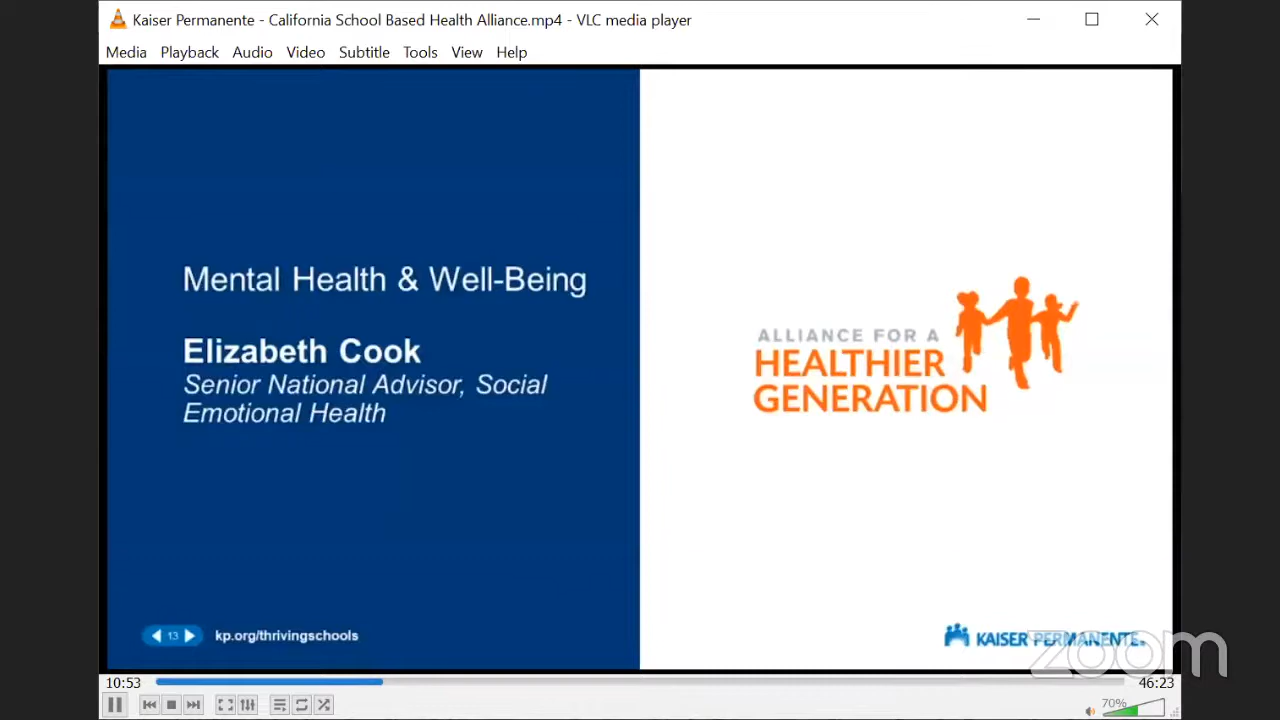 Kaiser Permanente - California School Based Health Alliance.mp4 - VLC media player
Media Playback Audio Video Subtitle Tools View Help
Mental Health & Well-Being
Elizabeth Cook
Senior National Advisor, Social
Emotional Health
ALLIANCE FOR A
HEALTHIER
GENERATION
13 kp.org/thrivingschools
KAISER PERMANENTE.
zoom
10:53
46:23
70%